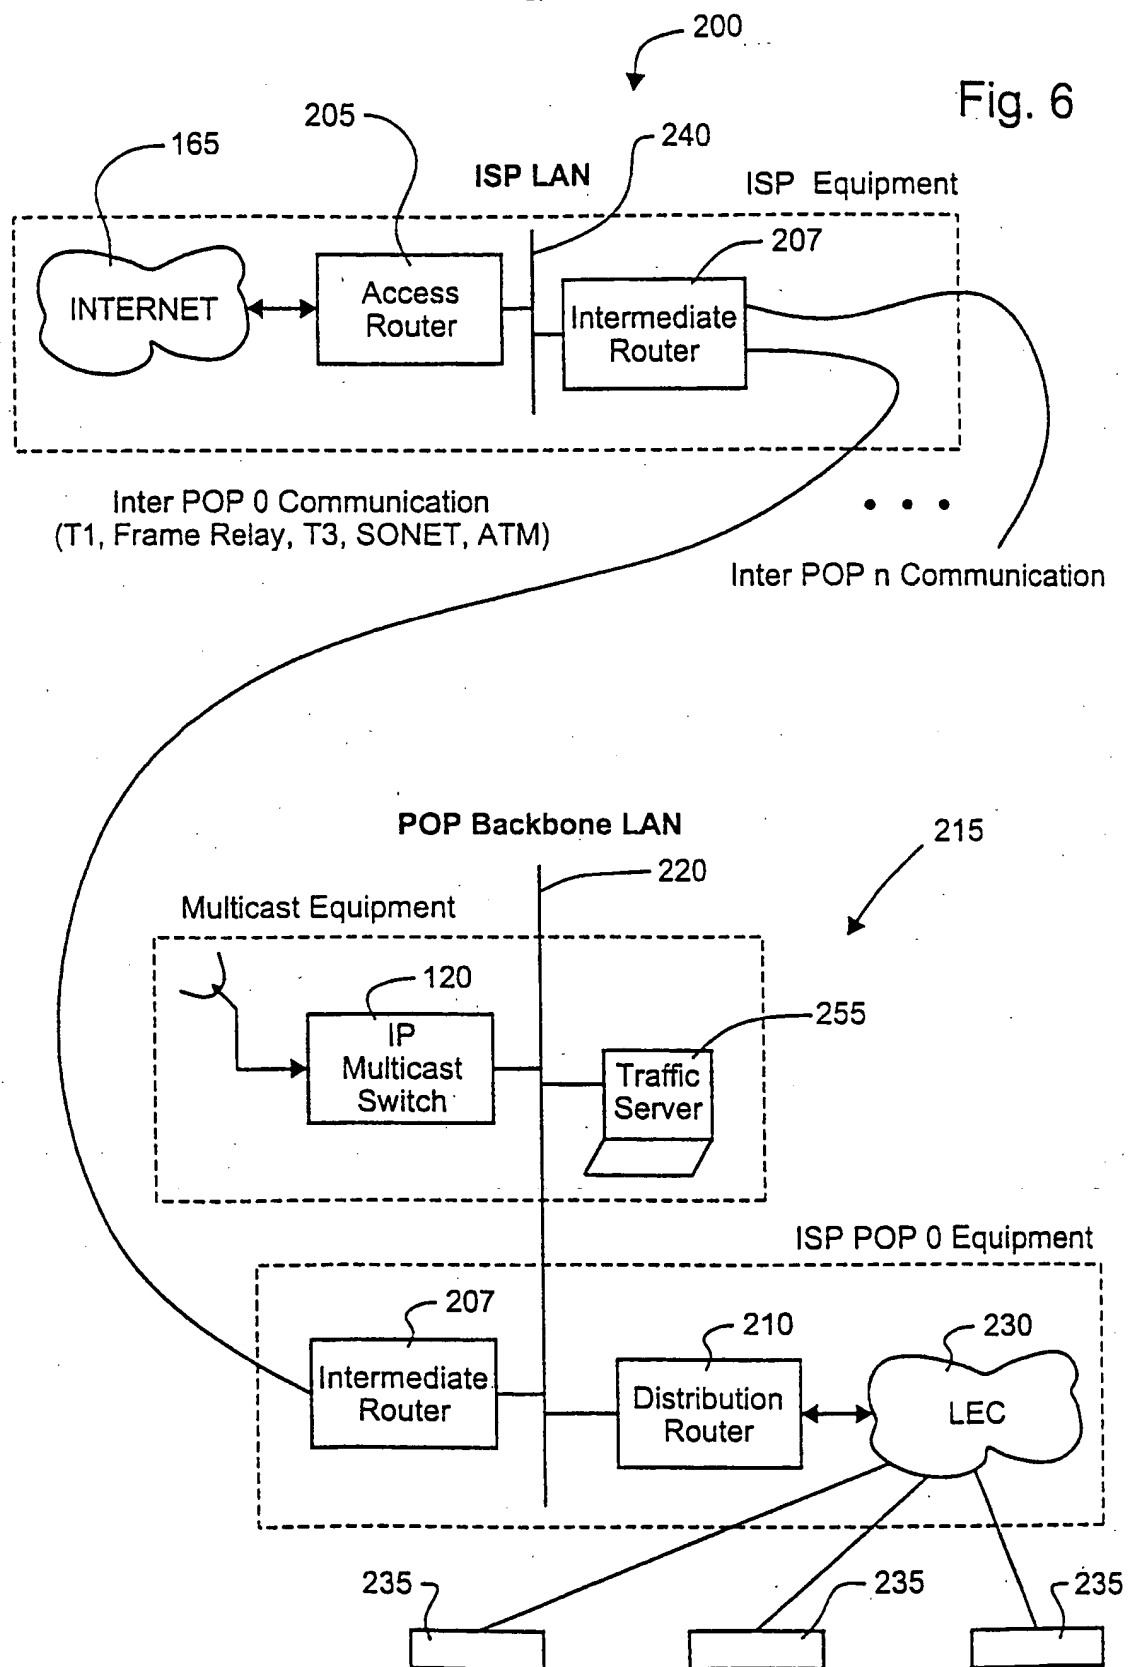 200
Fig. 6
205
165
240
ISP LAN
ISP Equipment
207
INTERNET
Access
Router
Intermediate
Router
Inter POP 0 Communication
(T1, Frame Relay, T3, SONET, ATM)
Inter POP n Communication
POP Backbone LAN
215
220
Multicast Equipment
120
255
IP
Multicast
Switch
Traffic
Server
ISP POP 0 Equipment
207
210
230
Intermediate
Router
Distribution
Router
LEC
235
235
235